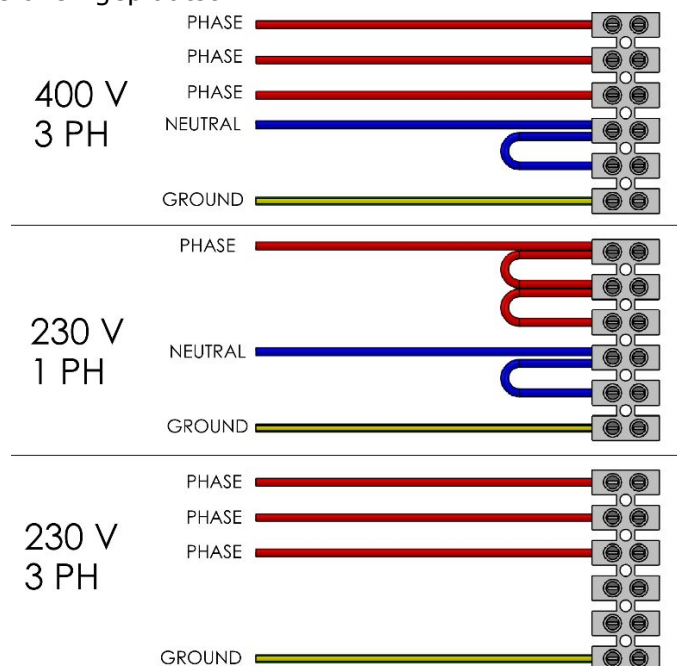 PHASE
PHASE
400 V
3 PH
PHASE
NEUTRAL
GROUND
PHASE
230 V
1 PH
NEUTRAL
GROUND
PHASE
PHASE
230 V
3 PH
PHASE
GROUND